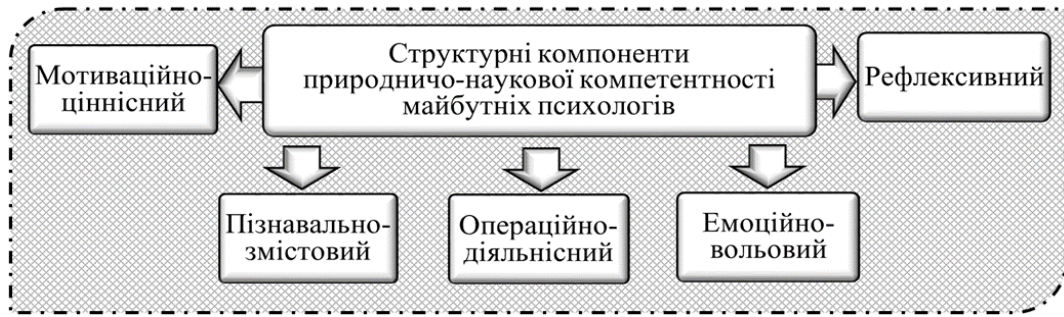 Структурні компоненти
природничо-наукової компетентності
майбутніх психологів
Мотиваційно-
ціннісний
Рефлексивний
Пізнавально-
змістовий
Операційно-
діяльнісний
Емоційно-
вольовий